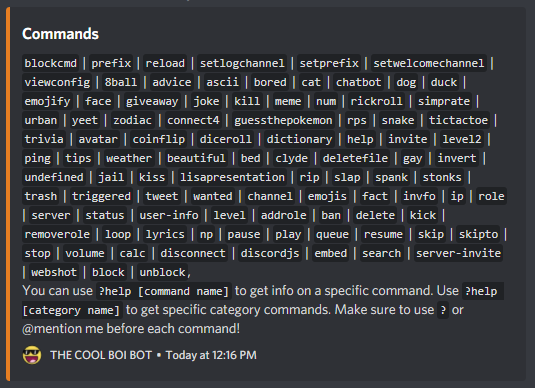 Commands
blockcmd | prefix | reload | setlogchannel | setprefix | setwelcomechannel |
viewconfig | 8ball | advice | ascii | bored | cat | chatbot | dog | duck |
emojify | face | giveaway | joke | kill | meme | num | rickroll | simprate |
urban | yeet | zodiac | connect4 | guessthepokemon | rps | snake | tictactoe |
trivia | avatar | coinflip | diceroll | dictionary | help | invite | level2 |
ping | tips | weather | beautiful | bed | clyde | deletefile | gay | invert |
undefined | jail | kiss | lisapresentation | rip | slap | spank | stonks |
trash | triggered | tweet | wanted | channel | emojis | fact | invfo | ip | role
| server | status | user-info | level | addrole | ban | delete | kick |
removerole | loop | lyrics | np | pause | play | queue | resume | skip | skipto |
stop | volume | calc | disconnect | discordjs | embed | search | server-invite
| webshot | block | unblock,
You can use ?help [command name] to get info on a specific command. Use ?help
[category name] to get specific category commands. Make sure to use ? or
@mention me before each command!
THE COOL BOI BOT • Today at 12:16 PM